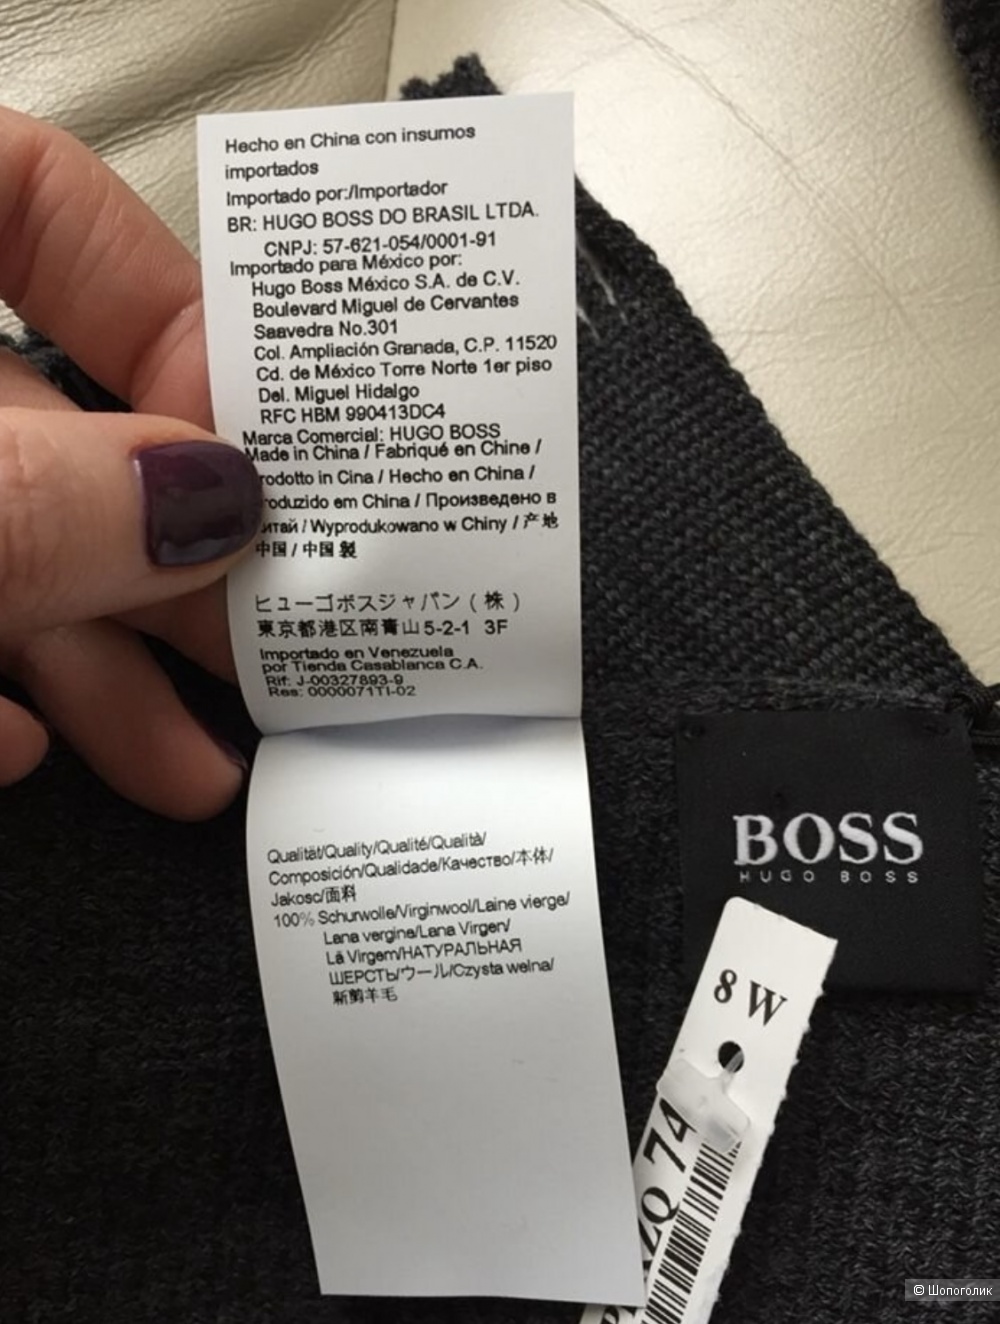 Hecho en China con insumos
importados
Importado por:/Importador
BR: HUGO BOSS DO BRASIL LTDA.
CNPJ: 57-621-054/0001-91
Importado para México por:
Hugo Boss México S.A. de C.V.
Boulevard Miguel de Cervantes
Saavedra No.301
Col. Ampliación Granada, C.P. 11520
Cd. de México Torre Norte 1er piso
Del. Miguel Hidalgo
RFC HBM 990413DC4
Marca Comercial: HUGO BOSS
Made in China / Fabriqué en Chine /
rodotto in Cina / Hecho en China /
roduzido em China / Произведено в
итай / Wyprodukowano w Chiny / 产地
中国 / 中国製
ヒューゴボスジャパン ( 株 )
東京都港区南青山5-2-1 3F
Importado en Venezuela
por Tienda Casablanca C.A.
Rif: J-00327893-9
Res: 0000071TI-02
Qualität/Quality/Qualité/Qualità/
Composición/Qualidade/Качество/本体/
Jakosc/面料
100% Schurwolle/Virginwool/Laine vierge/
Lana vergine/Lana Virgen/
Lã Virgem/НАТУРАЛЬНАЯ
ШЕРСТЬ/ウール/Czysta welna/
新剪羊毛
BOSS
HUGO BOSS
8 W
ZQ 74
© Шопоголик